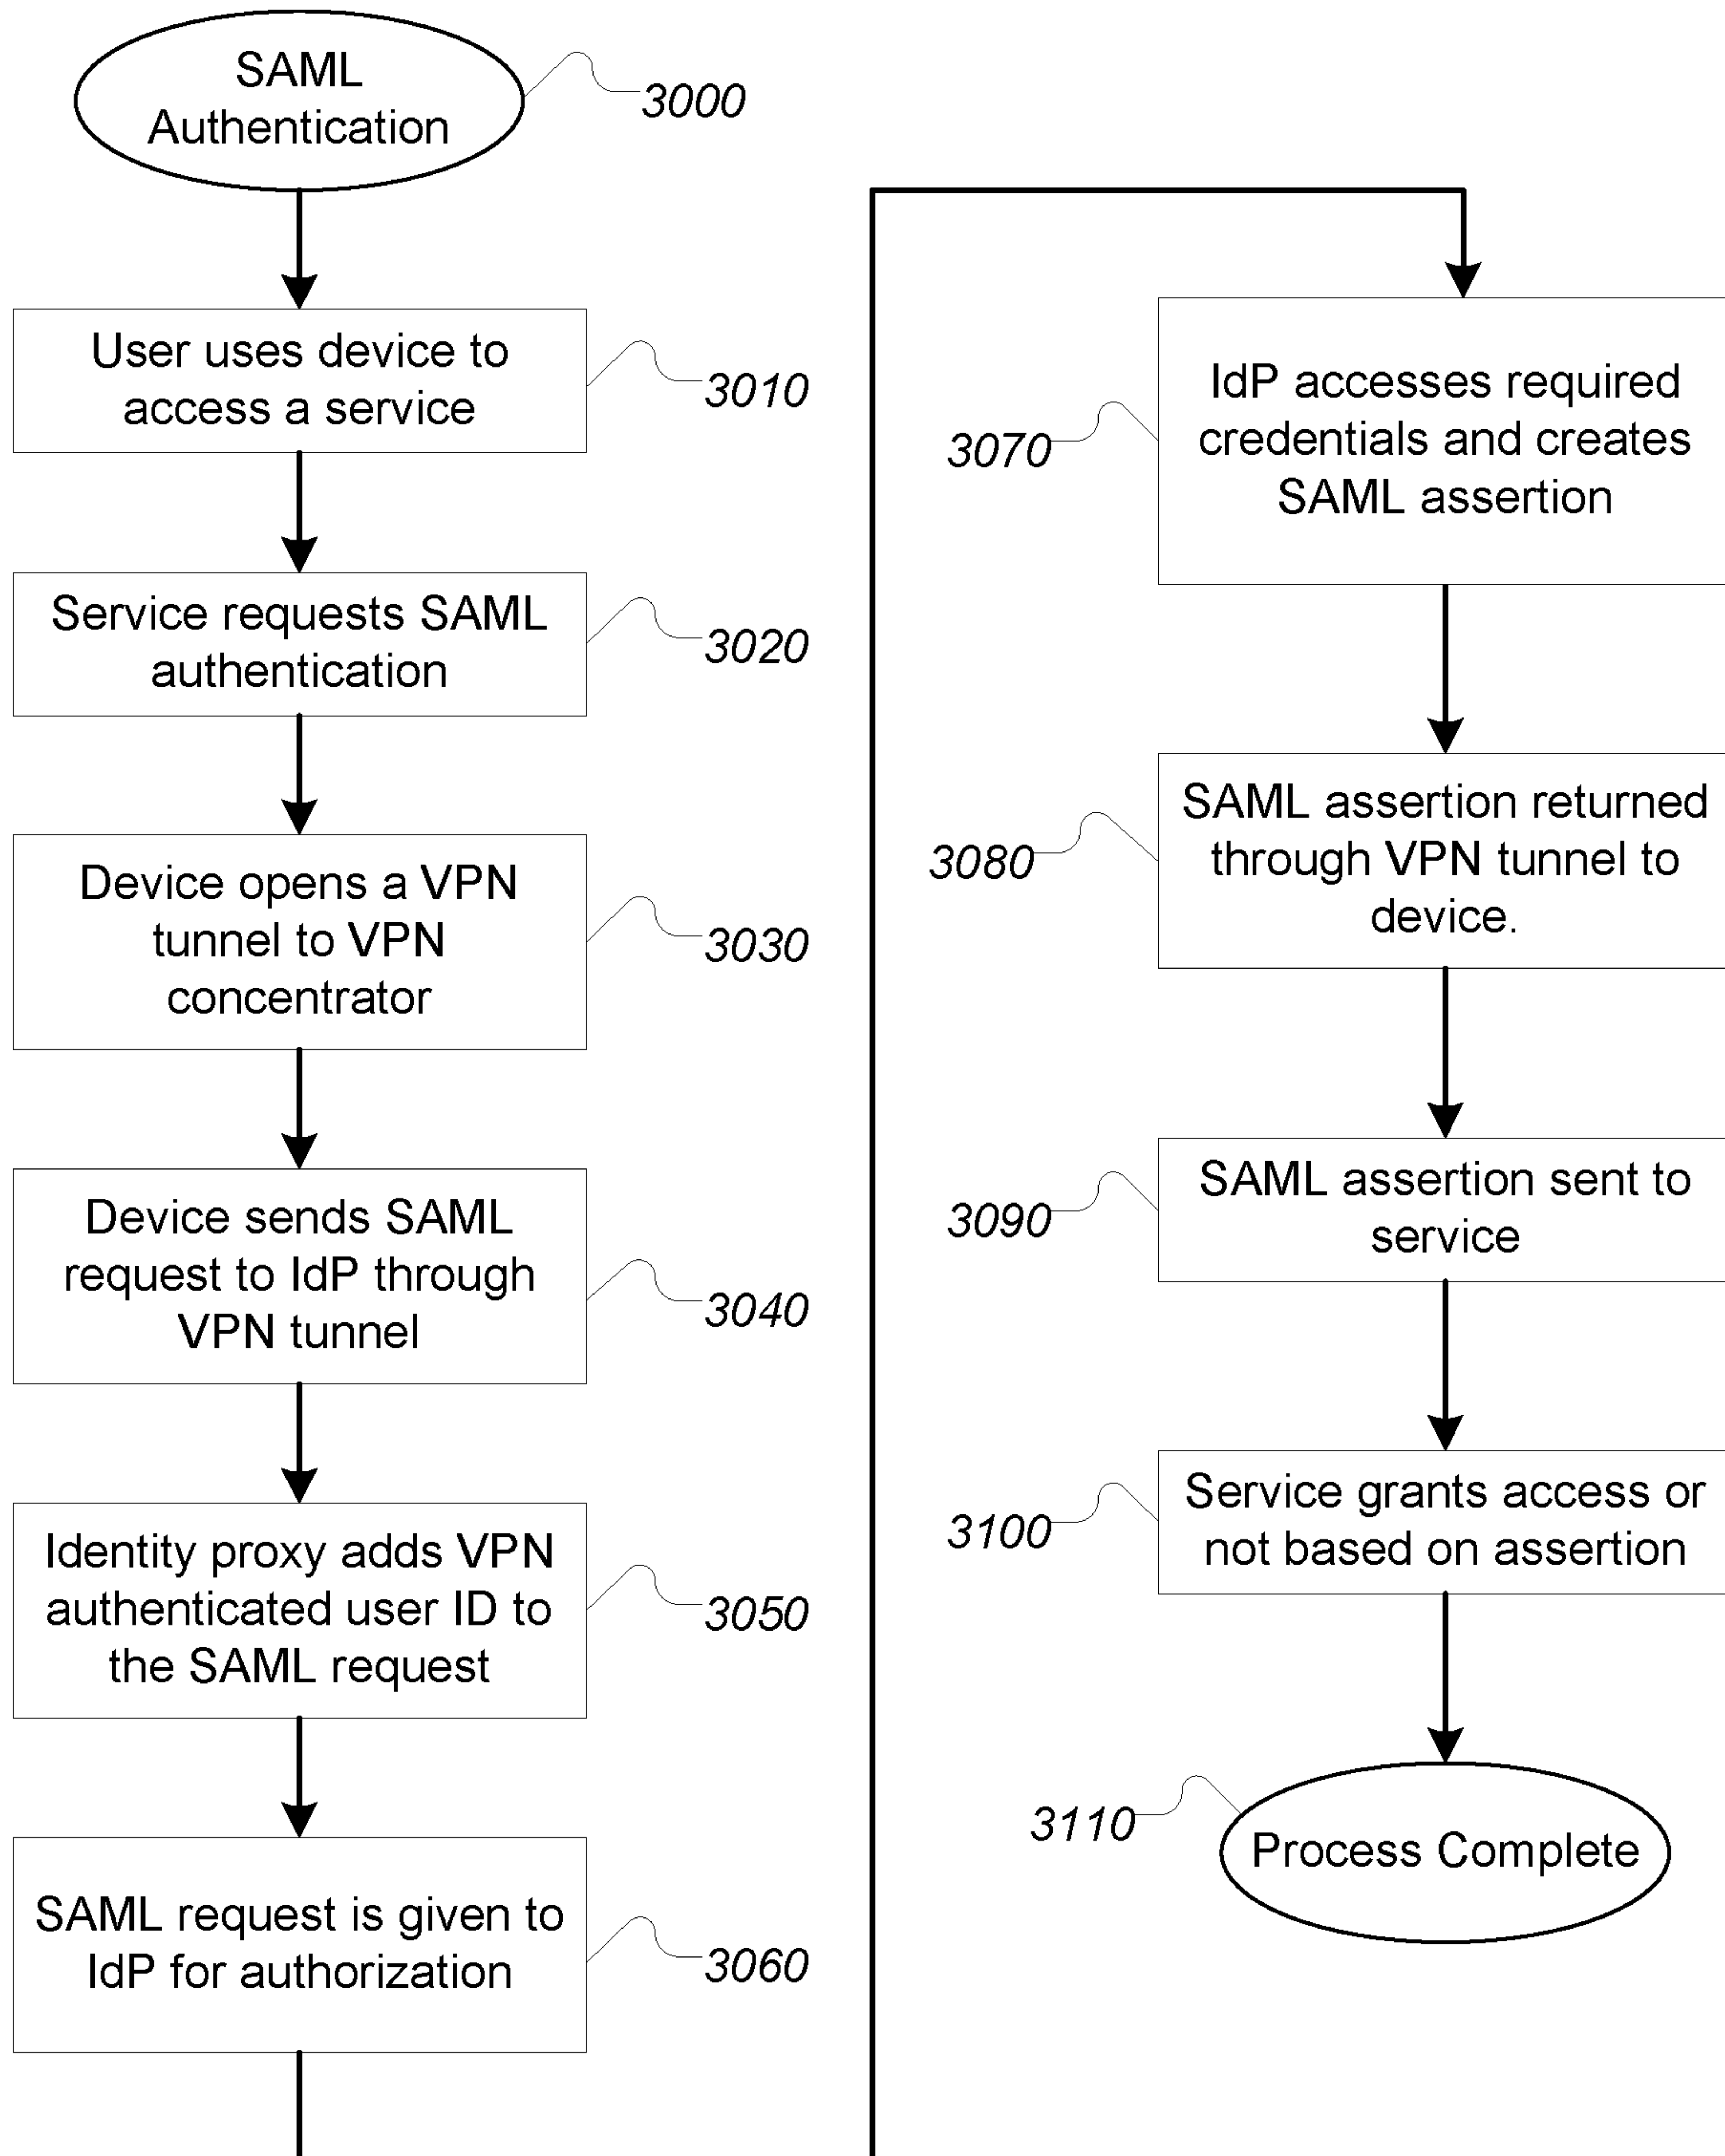 SAML
Authentication
3000
User uses device to
access a service
3010
Service requests SAML
authentication
3020
Device opens a VPN
tunnel to VPN
concentrator
3030
Device sends SAML
request to IdP through
VPN tunnel
3040
Identity proxy adds VPN
authenticated user ID to
the SAML request
3050
SAML request is given to
IdP for authorization
3060
IdP accesses required
credentials and creates
SAML assertion
3070
SAML assertion returned
through VPN tunnel to
device.
3080
SAML assertion sent to
service
3090
Service grants access or
not based on assertion
3100
Process Complete
3110